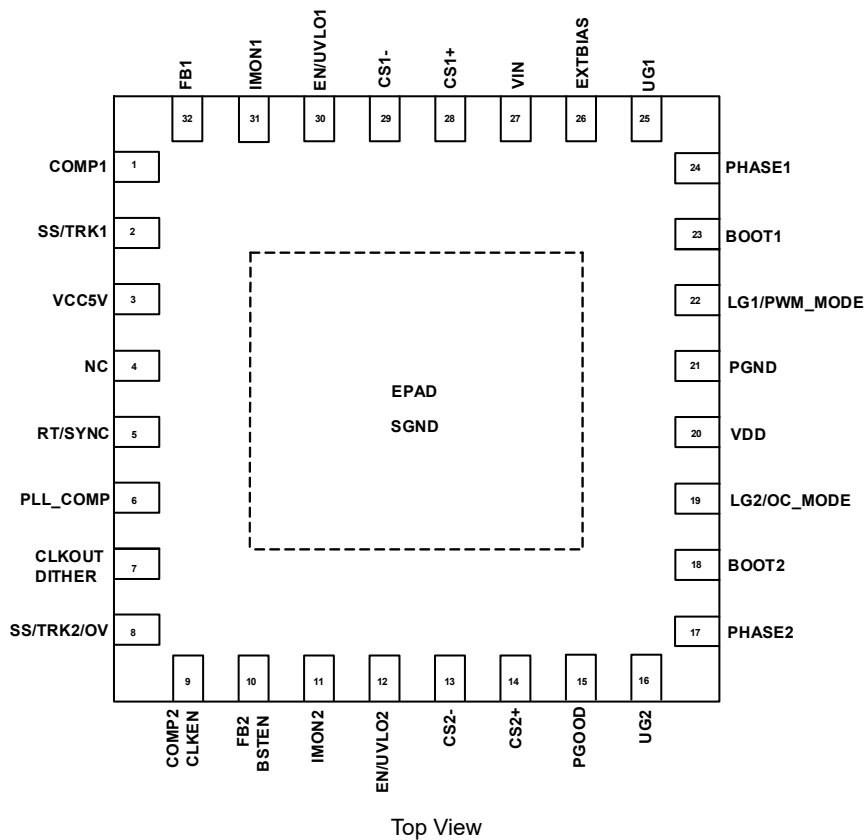 FB1
IMON1
EN/UVLO1
CS1-
CS1+
VIN
EXTBIAS
UG1
32
31
30
29
28
27
26
25
COMP1
1
24
PHASE1
SS/TRK1
2
23
BOOT1
VCC5V
3
22
LG1/PWM_MODE
NC
4
21
PGND
EPAD
SGND
RT/SYNC
5
20
VDD
PLL_COMP
6
19
LG2/OC_MODE
CLKOUT
DITHER
7
18
BOOT2
SS/TRK2/OV
8
17
PHASE2
9
10
11
12
13
14
15
16
COMP2
CLKEN
FB2
BSTEN
IMON2
EN/UVLO2
CS2-
CS2+
PGOOD
UG2
Top View